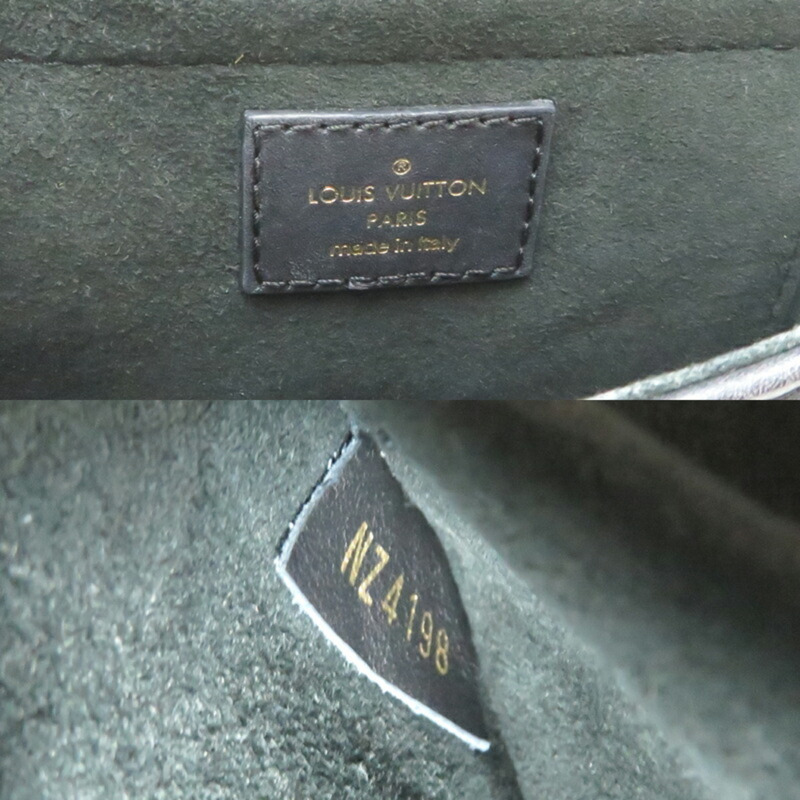 ®
LOUIS VUITTON
PARIS
made in Italy
NZ4198